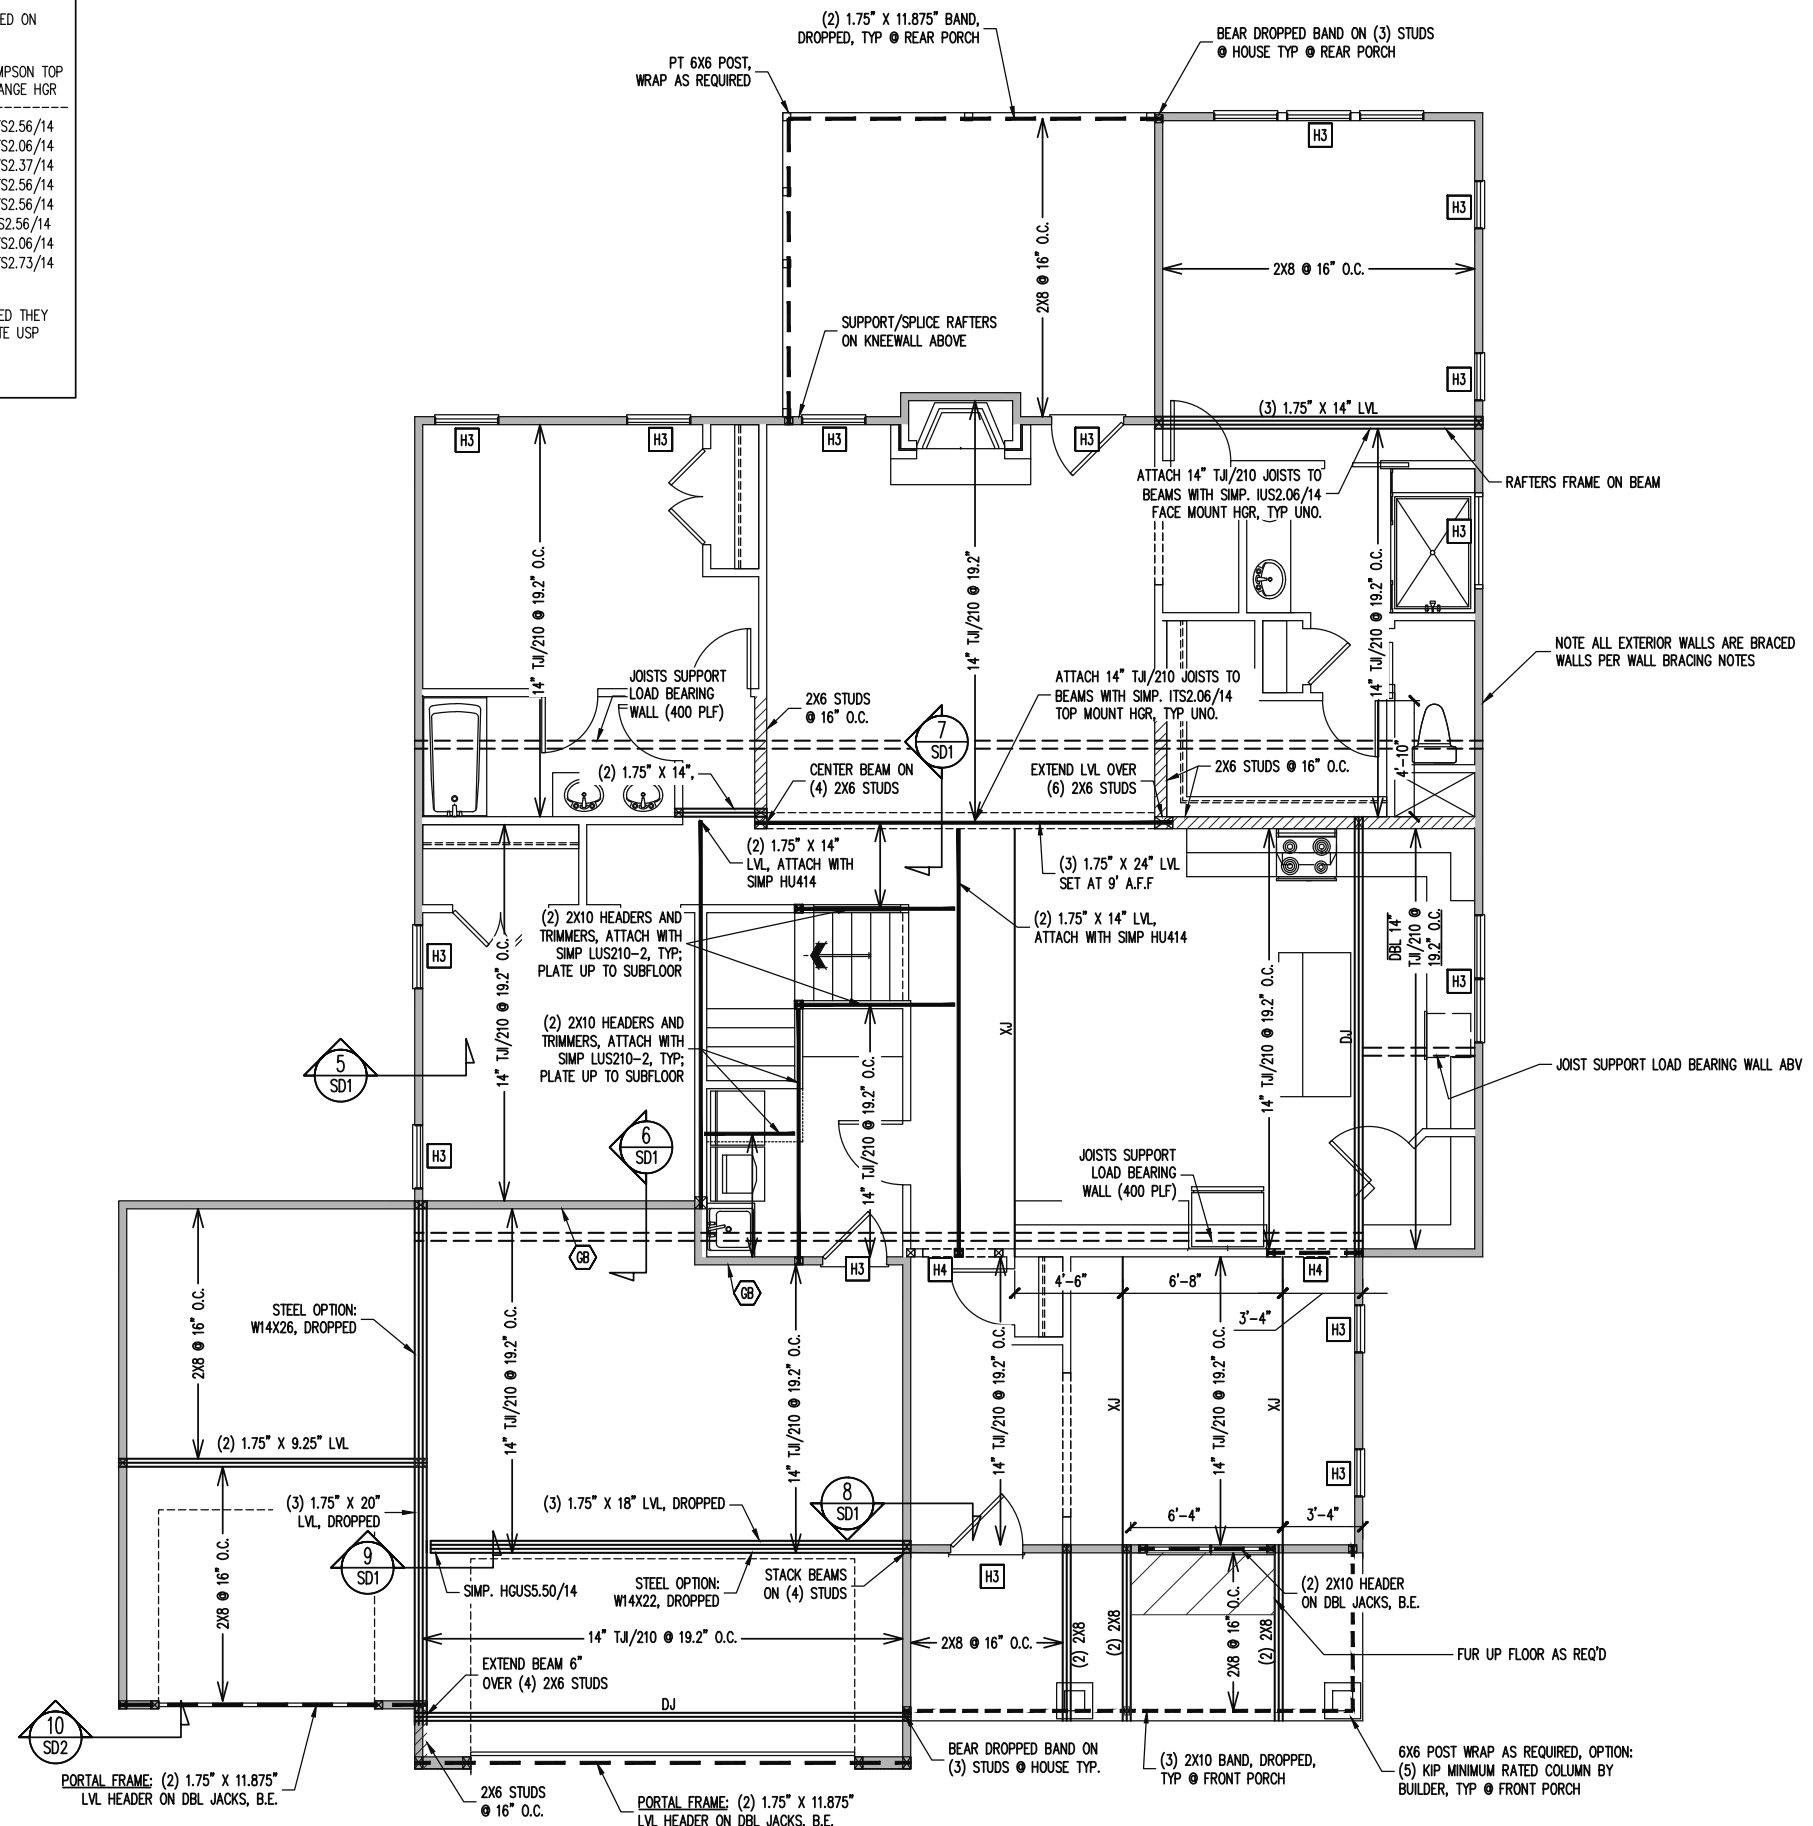 ED ON
MPSON TOP
ANGE HGR
S2.56/14
S2.06/14
S2.37/14
S2.56/14
S2.56/14
S2.56/14
S2.06/14
S2.73/14
ED THEY
TE USP
(2) 1.75" X 11.875" BAND,
DROPPED, TYP @ REAR PORCH
BEAR DROPPED BAND ON (3) STUDS
@ HOUSE TYP @ REAR PORCH
PT 6X6 POST,
WRAP AS REQUIRED
H3
H3
2X8 @ 16" O.C.
2X8 @ 16" O.C.
SUPPORT/SPLICE RAFTERS
ON KNEEWALL ABOVE
H3
(3) 1.75" X 14" LVL
H3
H3
H3
H3
ATTACH 14" TJI/210 JOISTS TO
BEAMS WITH SIMP. IUS2.06/14
FACE MOUNT HGR, TYP UNO.
RAFTERS FRAME ON BEAM
H3
14" TJI/210 @ 19.2" O.C.
14" TJI/210 @ 19.2"
14" TJI/210 @ 19.2" O.C.
NOTE ALL EXTERIOR WALLS ARE BRACED
WALLS PER WALL BRACING NOTES
JOISTS SUPPORT
LOAD BEARING
WALL (400 PLF)
2X6 STUDS
@ 16" O.C.
ATTACH 14" TJI/210 JOISTS TO
BEAMS WITH SIMP. ITS2.06/14
TOP MOUNT HGR, TYP UNO.
7
SD1
(2) 1.75" X 14",
CENTER BEAM ON
(4) 2X6 STUDS
EXTEND LVL OVER
(6) 2X6 STUDS
2X6 STUDS @ 16" O.C.
4'-10"
(2) 1.75" X 14"
LVL, ATTACH WITH
SIMP HU414
(3) 1.75" X 24" LVL
SET AT 9' A.F.F
(2) 1.75" X 14" LVL,
ATTACH WITH SIMP HU414
(2) 2X10 HEADERS AND
TRIMMERS, ATTACH WITH
SIMP LUS210-2, TYP;
PLATE UP TO SUBFLOOR
H3
DBL 14"
TJI/210 @
19.2" O.C.
H3
14" TJI/210 @ 19.2" O.C.
(2) 2X10 HEADERS AND
TRIMMERS, ATTACH WITH
SIMP LUS210-2, TYP;
PLATE UP TO SUBFLOOR
XJ
14" TJI/210 @ 19.2" O.C.
DJ
5
SD1
JOIST SUPPORT LOAD BEARING WALL ABV
14" TJI/210 @ 19.2" O.C.
6
SD1
H3
JOISTS SUPPORT
LOAD BEARING
WALL (400 PLF)
GB
GB
H3
H4
H4
4'-6"
6'-8"
3'-4"
H3
STEEL OPTION:
W14X26, DROPPED
2X8 @ 16" O.C.
14" TJI/210 @ 19.2" O.C.
14" TJI/210 @ 19.2" O.C.
14" TJI/210 @ 19.2" O.C.
XJ
14" TJI/210 @ 19.2" O.C.
XJ
(2) 1.75" X 9.25" LVL
H3
(3) 1.75" X 20"
LVL, DROPPED
(3) 1.75" X 18" LVL, DROPPED
8
SD1
6'-4"
3'-4"
9
SD1
2X8 @ 16" O.C.
SIMP. HGUS5.50/14
STEEL OPTION:
W14X22, DROPPED
STACK BEAMS
ON (4) STUDS
H3
(2) 2X10 HEADER
ON DBL JACKS, B.E.
14" TJI/210 @ 19.2" O.C.
2X8 @ 16" O.C.
(2) 2X8
(2) 2X8
2X8 @ 16" O.C.
(2) 2X8
FUR UP FLOOR AS REQ'D
EXTEND BEAM 6"
OVER (4) 2X6 STUDS
DJ
10
SD2
BEAR DROPPED BAND ON
(3) STUDS @ HOUSE TYP.
(3) 2X10 BAND, DROPPED,
TYP @ FRONT PORCH
6X6 POST WRAP AS REQUIRED, OPTION:
(5) KIP MINIMUM RATED COLUMN BY
BUILDER, TYP @ FRONT PORCH
PORTAL FRAME: (2) 1.75" X 11.875"
LVL HEADER ON DBL JACKS, B.E.
2X6 STUDS
@ 16" O.C.
PORTAL FRAME: (2) 1.75" X 11.875"
LVL HEADER ON DBL JACKS, B.E.